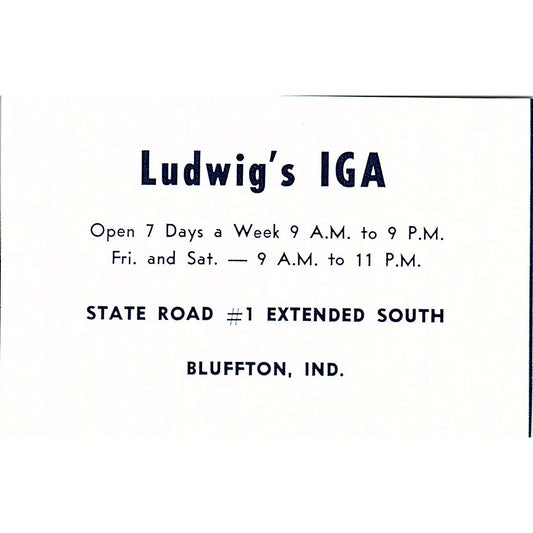 Ludwig's IGA
Open 7 Days a Week 9 A.M. to 9 P.M.
Fri. and Sat. — 9 A.M. to 11 P.M.
STATE ROAD #1 EXTENDED SOUTH
BLUFFTON, IND.